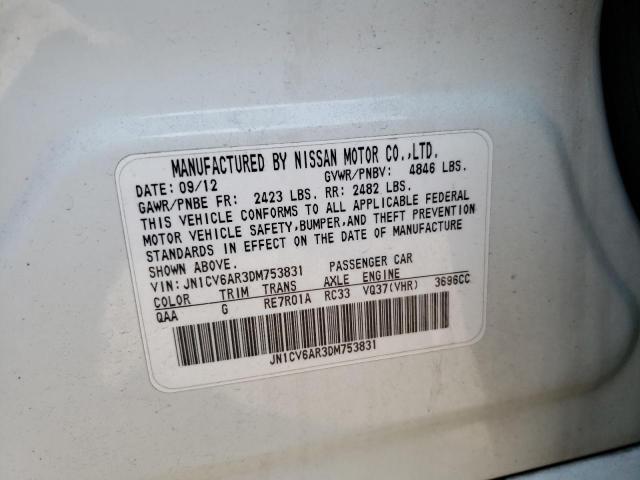 MANUFACTURED BY NISSAN MOTOR CO.,LTD.
DATE: 09/12 GVWR/PNBV: 4846 LBS.
GAWR/PNBE FR: 2423 LBS. RR: 2482 LBS.
THIS VEHICLE CONFORMS TO ALL APPLICABLE FEDERAL
MOTOR VEHICLE SAFETY,BUMPER,AND THEFT PREVENTION
STANDARDS IN EFFECT ON THE DATE OF MANUFACTURE
SHOWN ABOVE.
VIN:JN1CV6AR3DM753831 PASSENGER CAR
COLOR TRIM TRANS AXLE ENGINE
QAA G RE7R01A RC33 VQ37(VHR) 3696CC
JN1CV6AR3DM753831